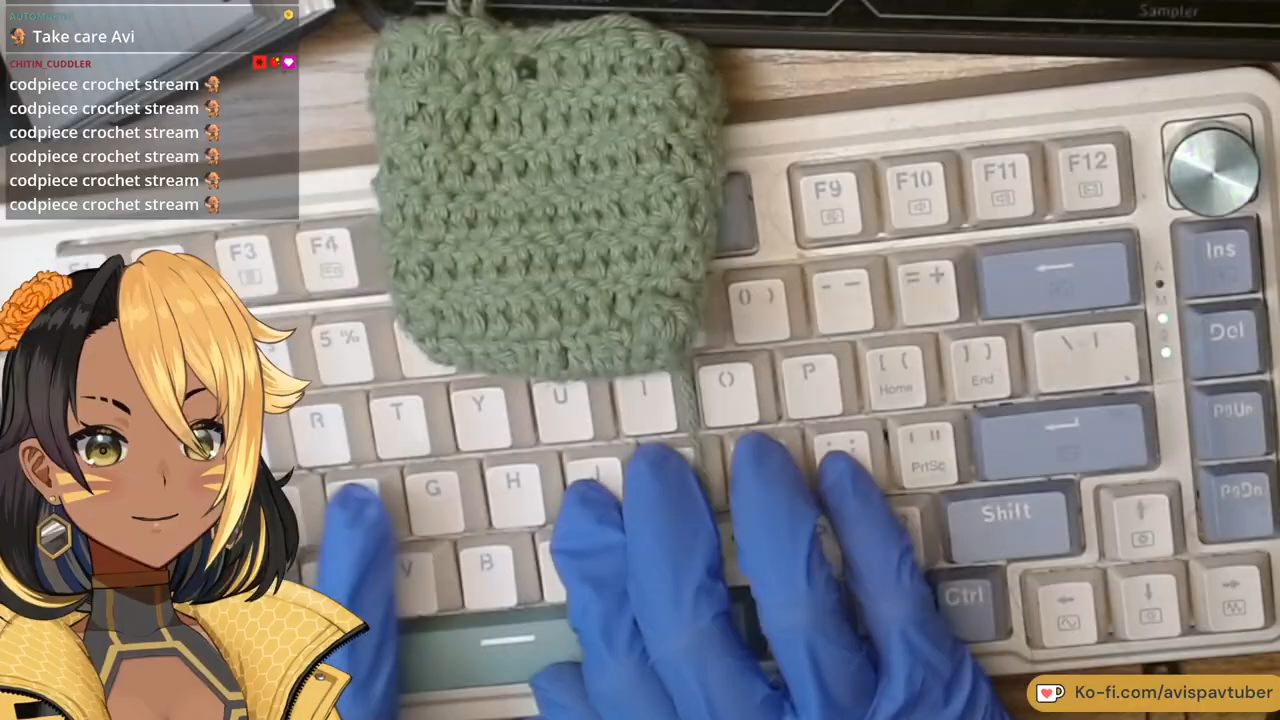 Take care Avi
CHITIN_CUDDLER
codpiece crochet stream
codpiece crochet stream
codpiece crochet stream
codpiece crochet stream
codpiece crochet stream
codpiece crochet stream
Sampler
F3
F4
F9
F10
F11
F12
Ins
5 %
0 )
- -
= +
Del
R
T
Y
U
I
O
P
[ {
Home
] }
End
\ |
PgUp
G
H
J
PrtSc
PgDn
V
B
Shift
Ctrl
Ko-fi.com/avispavtuber